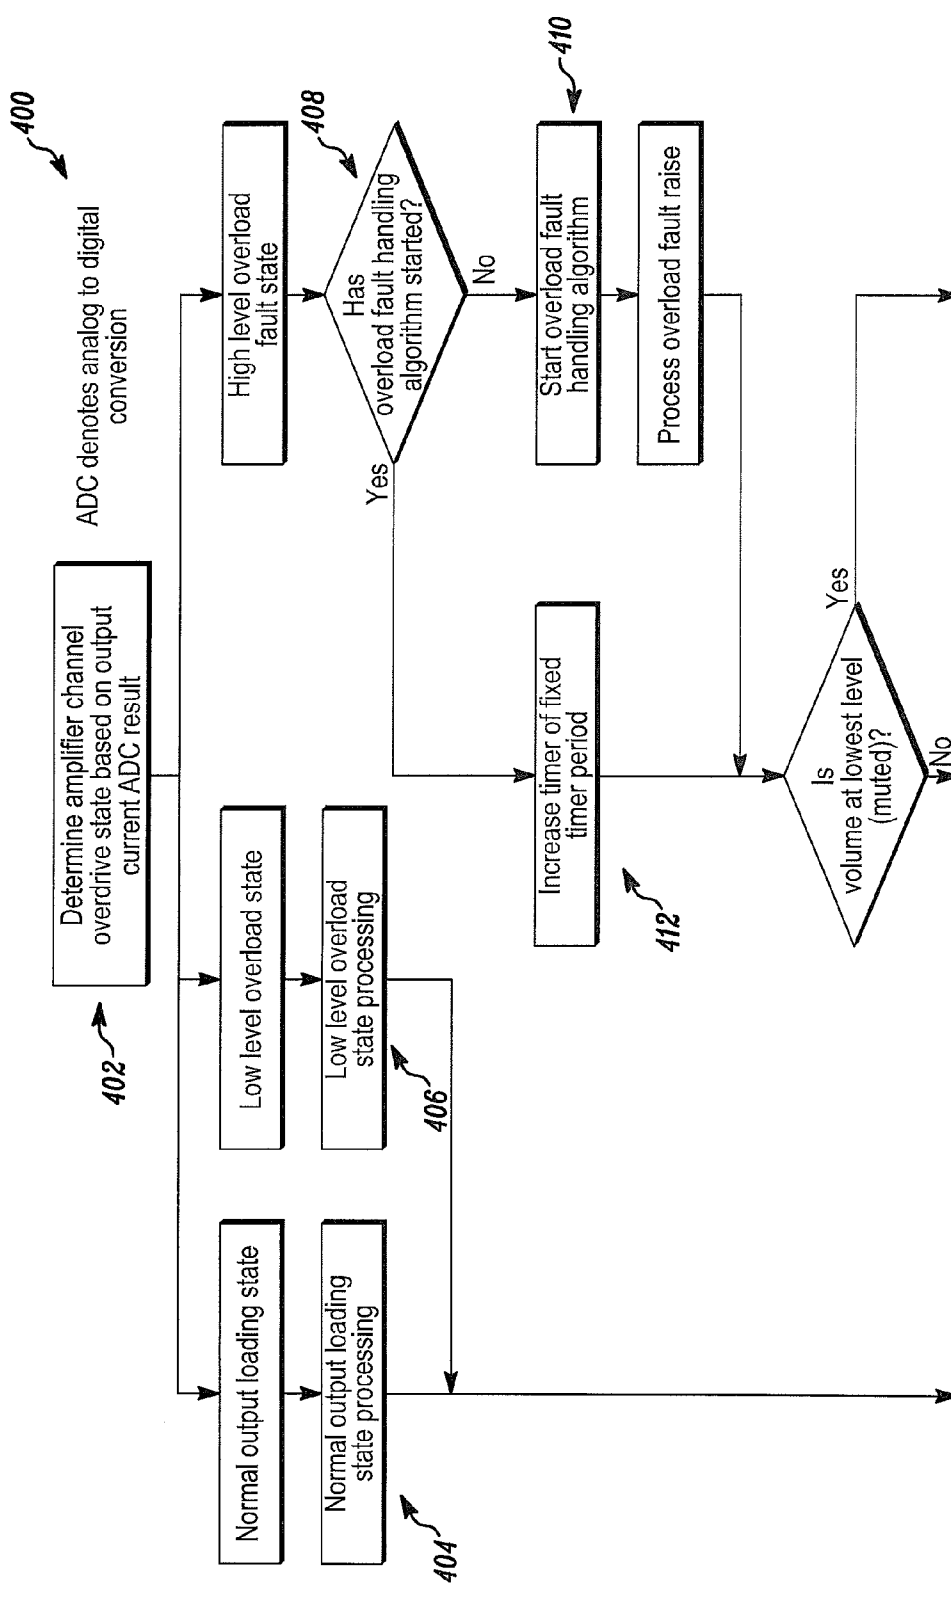 400
ADC denotes analog to digital
conversion
402
Determine amplifier channel
overdrive state based on output
current ADC result
Normal output loading state
Normal output loading
state processing
404
Low level overload state
Low level overload
state processing
406
High level overload
fault state
408
Has
overload fault handling
algorithm started?
Yes
No
410
Start overload fault
handling algorithm
Process overload fault raise
Increase timer of fixed
timer period
412
Is
volume at lowest level
(muted)?
Yes
No